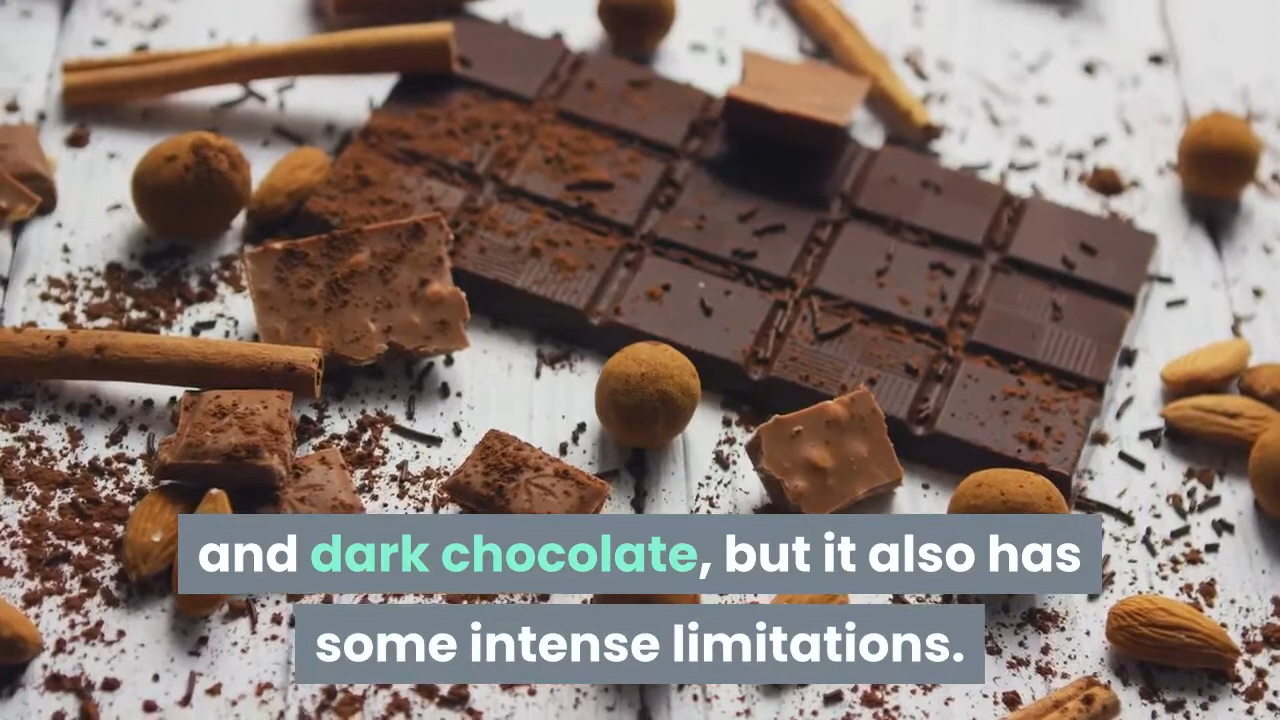 and dark chocolate, but it also has
some intense limitations.